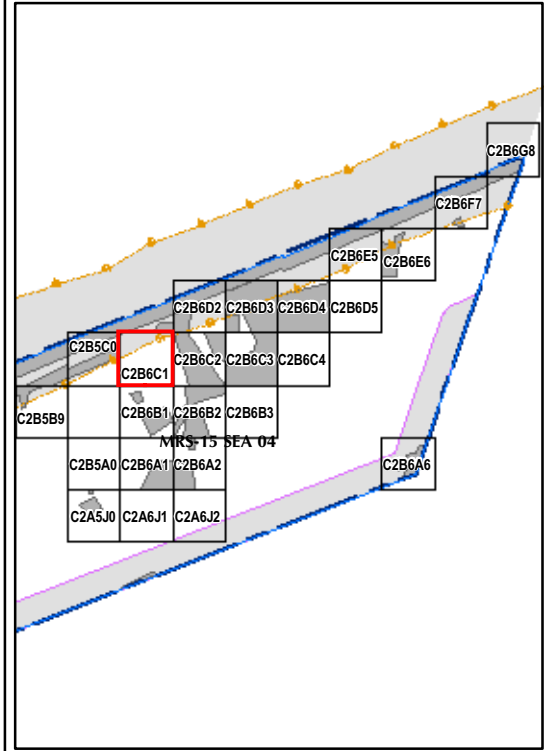 C2B6G8
C2B6F7
C2B6E5
C2B6E6
C2B6D2 C2B6D3 C2B6D4 C2B6D5
C2B5C0 C2B6C1 C2B6C2 C2B6C3 C2B6C4
C2B5B9 C2B6B1 C2B6B2 C2B6B3
MRS-15 SEA 04
C2B5A0 C2B6A1 C2B6A2 C2B6A6
C2A5J0 C2A6J1 C2A6J2